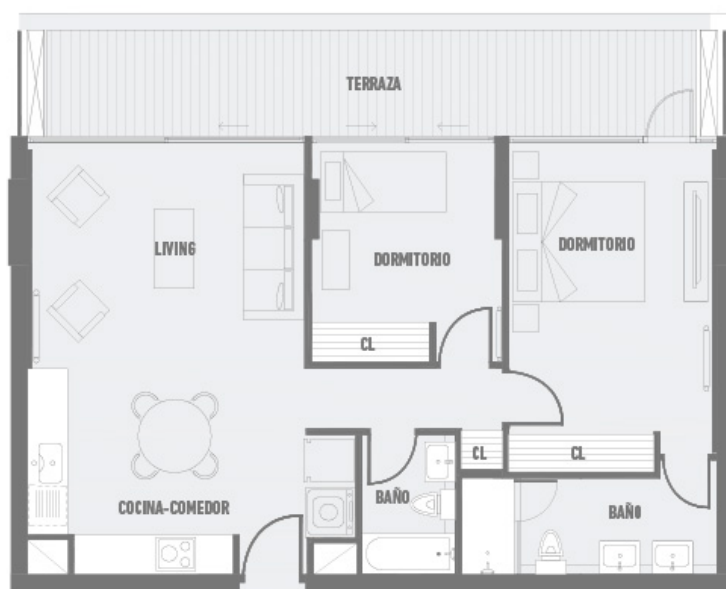 TERRAZA
LIVING
DORMITORIO
DORMITORIO
CL
CL
CL
BAÑO
COCINA-COMEDOR
BAÑO